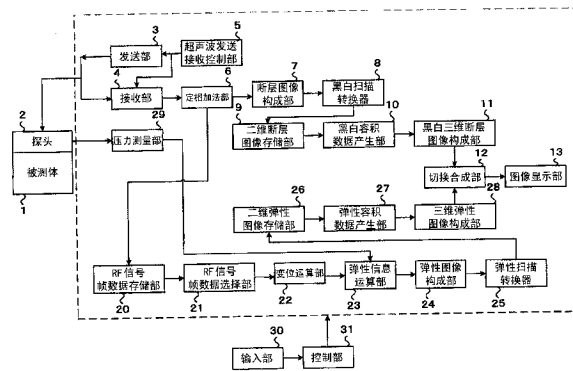 3
发送部
5
超声波发送
接收控制部
4
接收部
6
定相加法部
7
断层图像
构成部
8
黑白扫描
转换器
2
探头
被测体
1
29
压力测量部
9
二维断层
图像存储部
10
黑白容积
数据产生部
11
黑白三维断层
图像构成部
12
切换合成部
13
图像显示部
26
二维弹性
图像存储部
27
弹性容积
数据产生部
28
三维弹性
图像构成部
RF信号
帧数据存储部
20
RF信号
帧数据选择部
21
变位运算部
22
弹性信息
运算部
23
弹性图像
构成部
24
弹性扫描
转换器
25
30
输入部
31
控制部